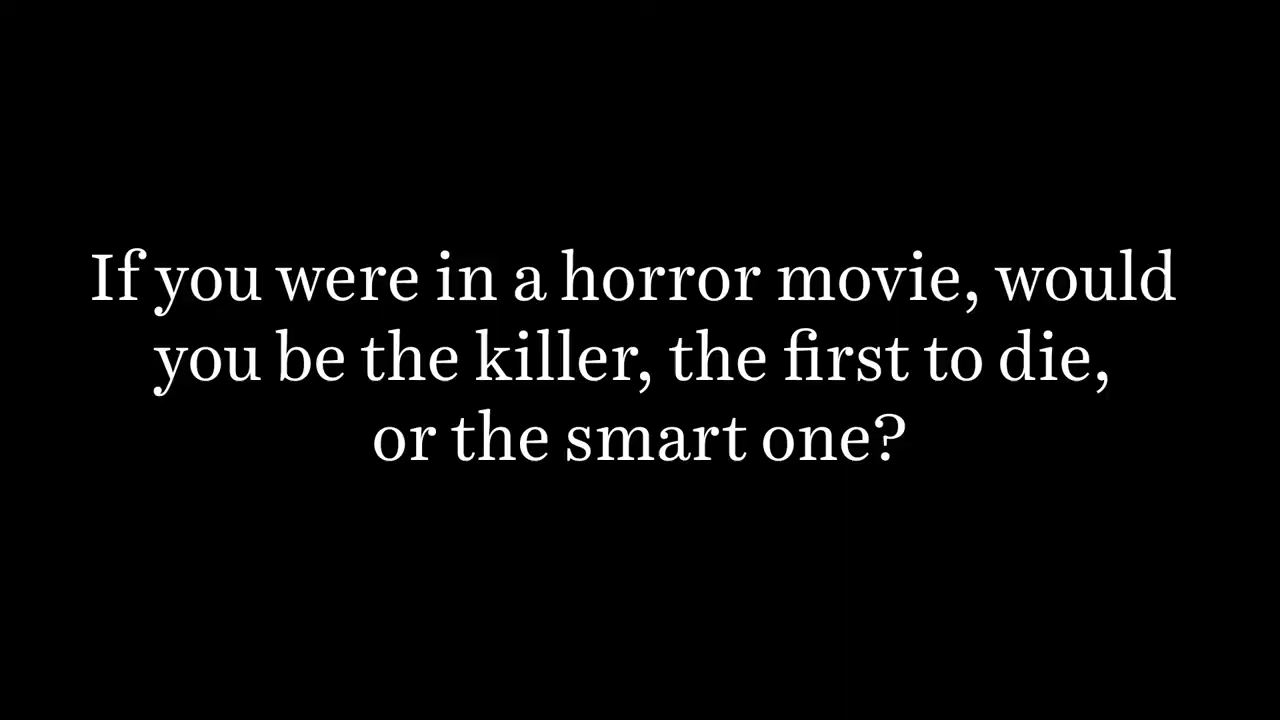 If you were in a horror movie, would
you be the killer, the first to die,
or the smart one?